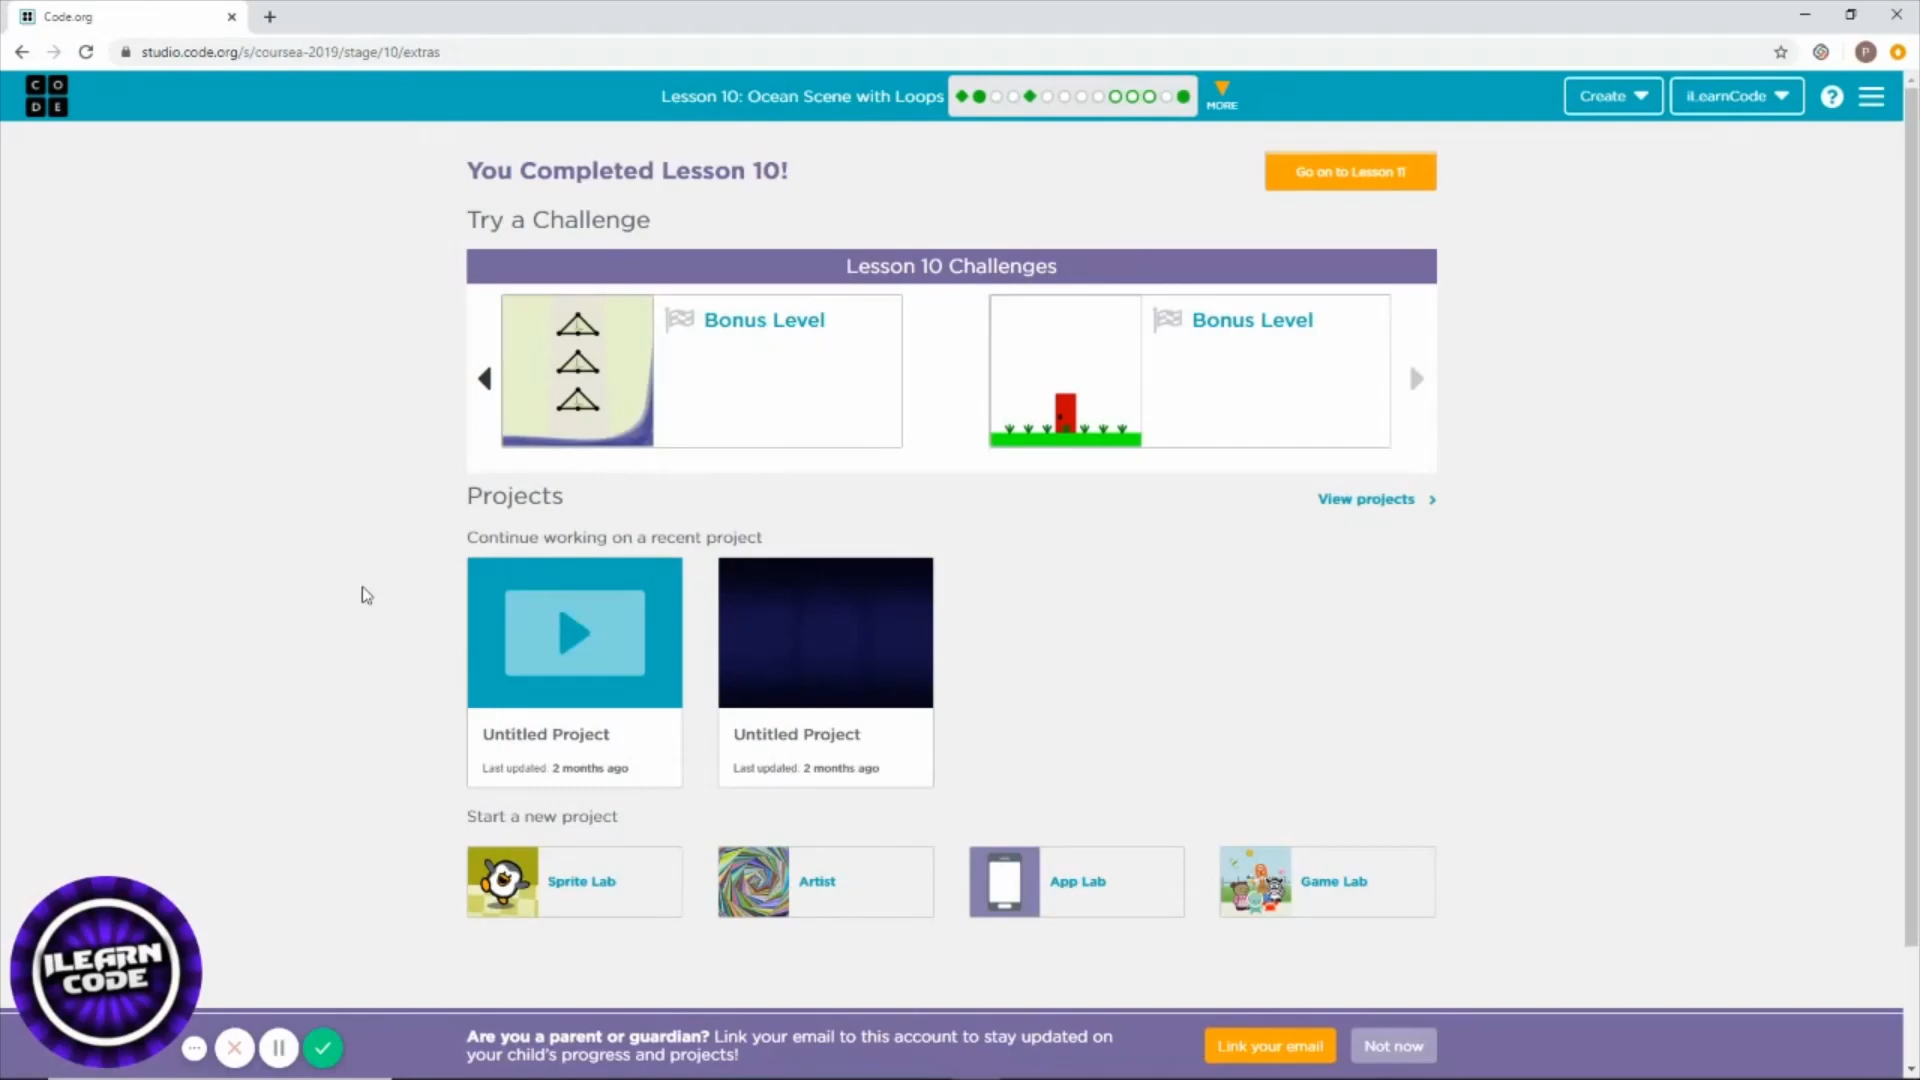 Code.org
studio.code.org/s/coursea-2019/stage/10/extras
P
C O
D E
Lesson 10: Ocean Scene with Loops
MORE
Create
iLearnCode
?
You Completed Lesson 10!
Go on to Lesson 11
Try a Challenge
Lesson 10 Challenges
Bonus Level
Bonus Level
Projects
View projects
Continue working on a recent project
Untitled Project
Last updated: 2 months ago
Untitled Project
Last updated: 2 months ago
Start a new project
Sprite Lab
Artist
App Lab
Game Lab
ILEARN
CODE
Are you a parent or guardian? Link your email to this account to stay updated on
your child's progress and projects!
Link your email
Not now